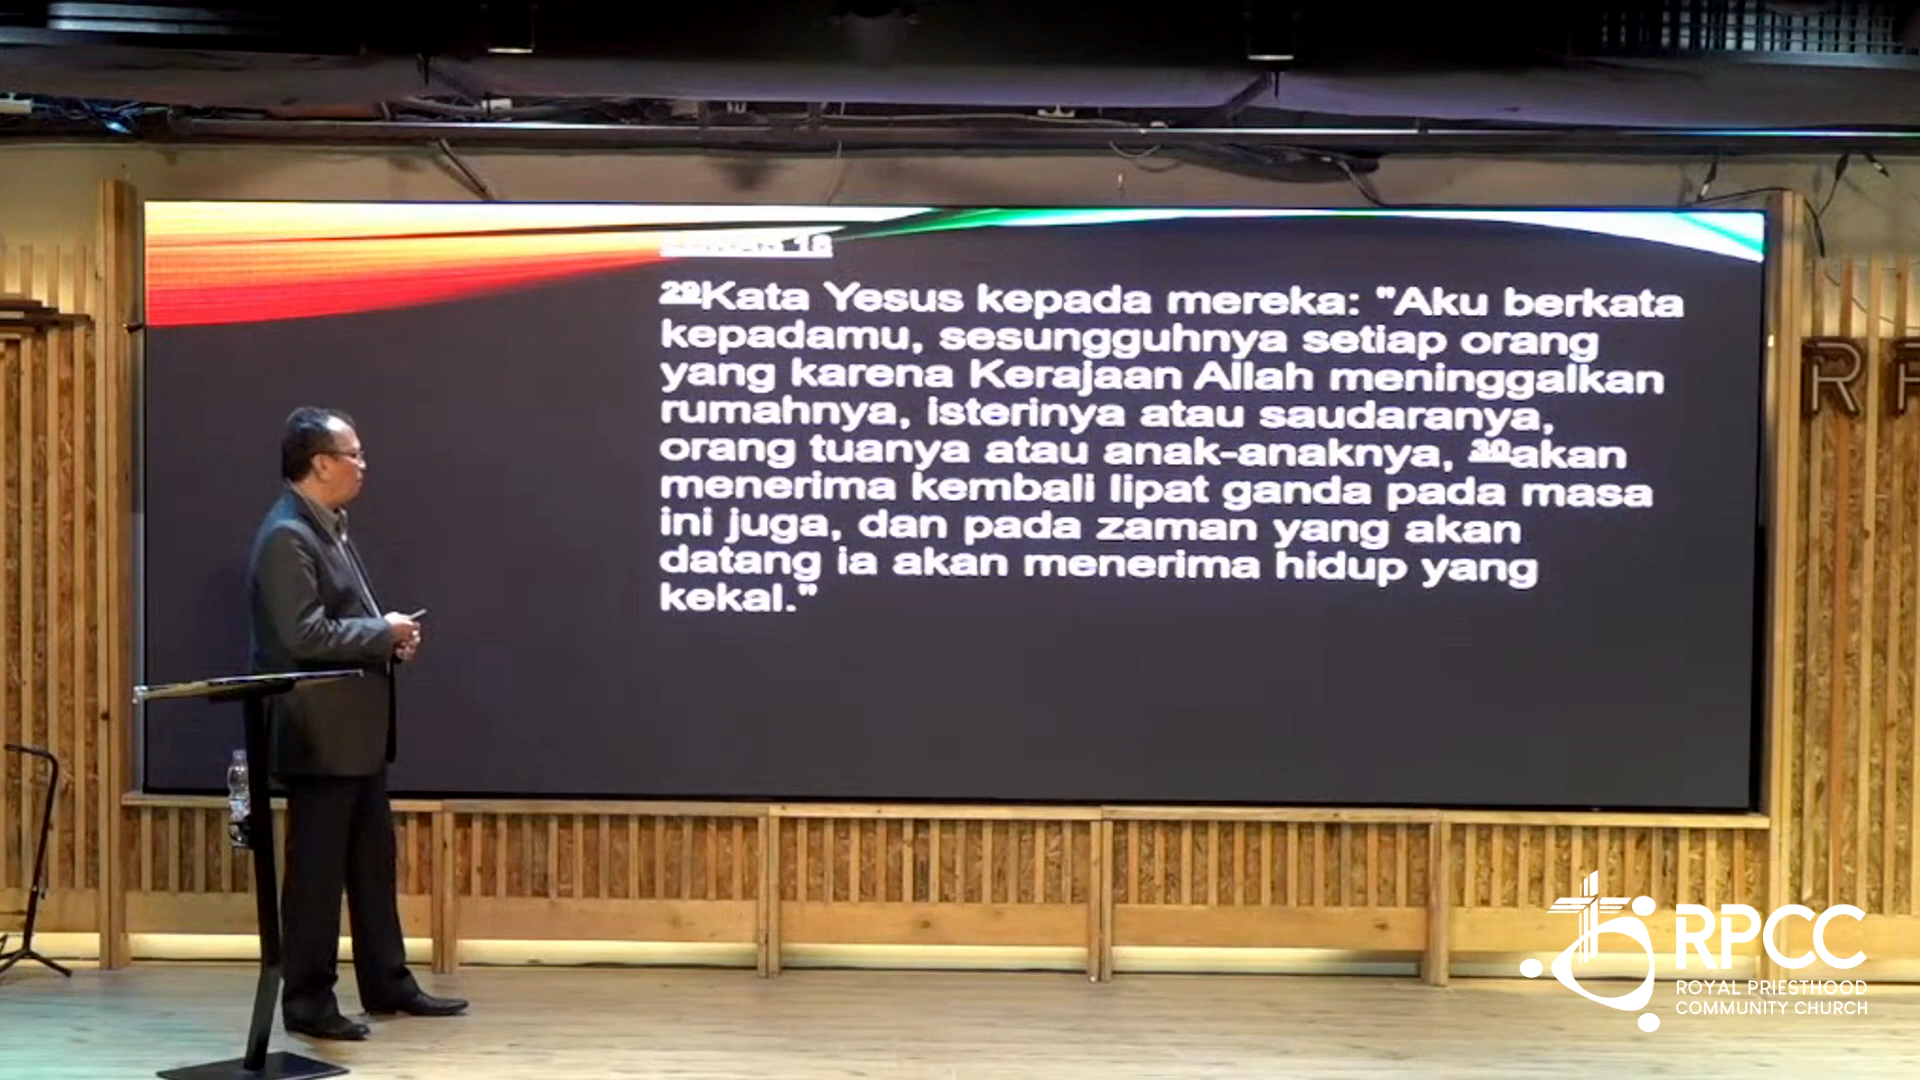 29Kata Yesus kepada mereka: "Aku berkata
kepadamu, sesungguhnya setiap orang
yang karena Kerajaan Allah meninggalkan
rumahnya, isterinya atau saudaranya,
orang tuanya atau anak-anaknya, 30akan
menerima kembali lipat ganda pada masa
ini juga, dan pada zaman yang akan
datang ia akan menerima hidup yang
kekal."
RPCC
ROYAL PRIESTHOOD
COMMUNITY CHURCH